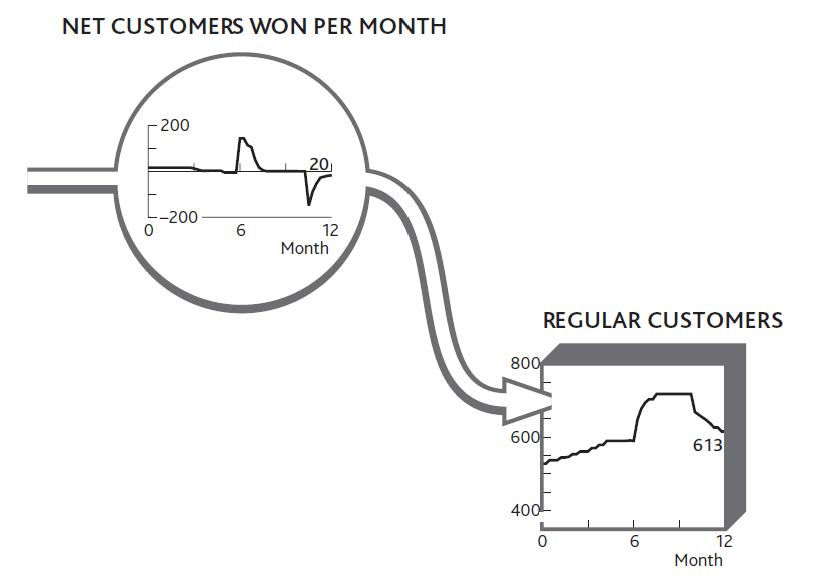 NET CUSTOMERS WON PER MONTH
200
20
–200
0 6 12
Month
REGULAR CUSTOMERS
800
600
613
400
0 6 12
Month